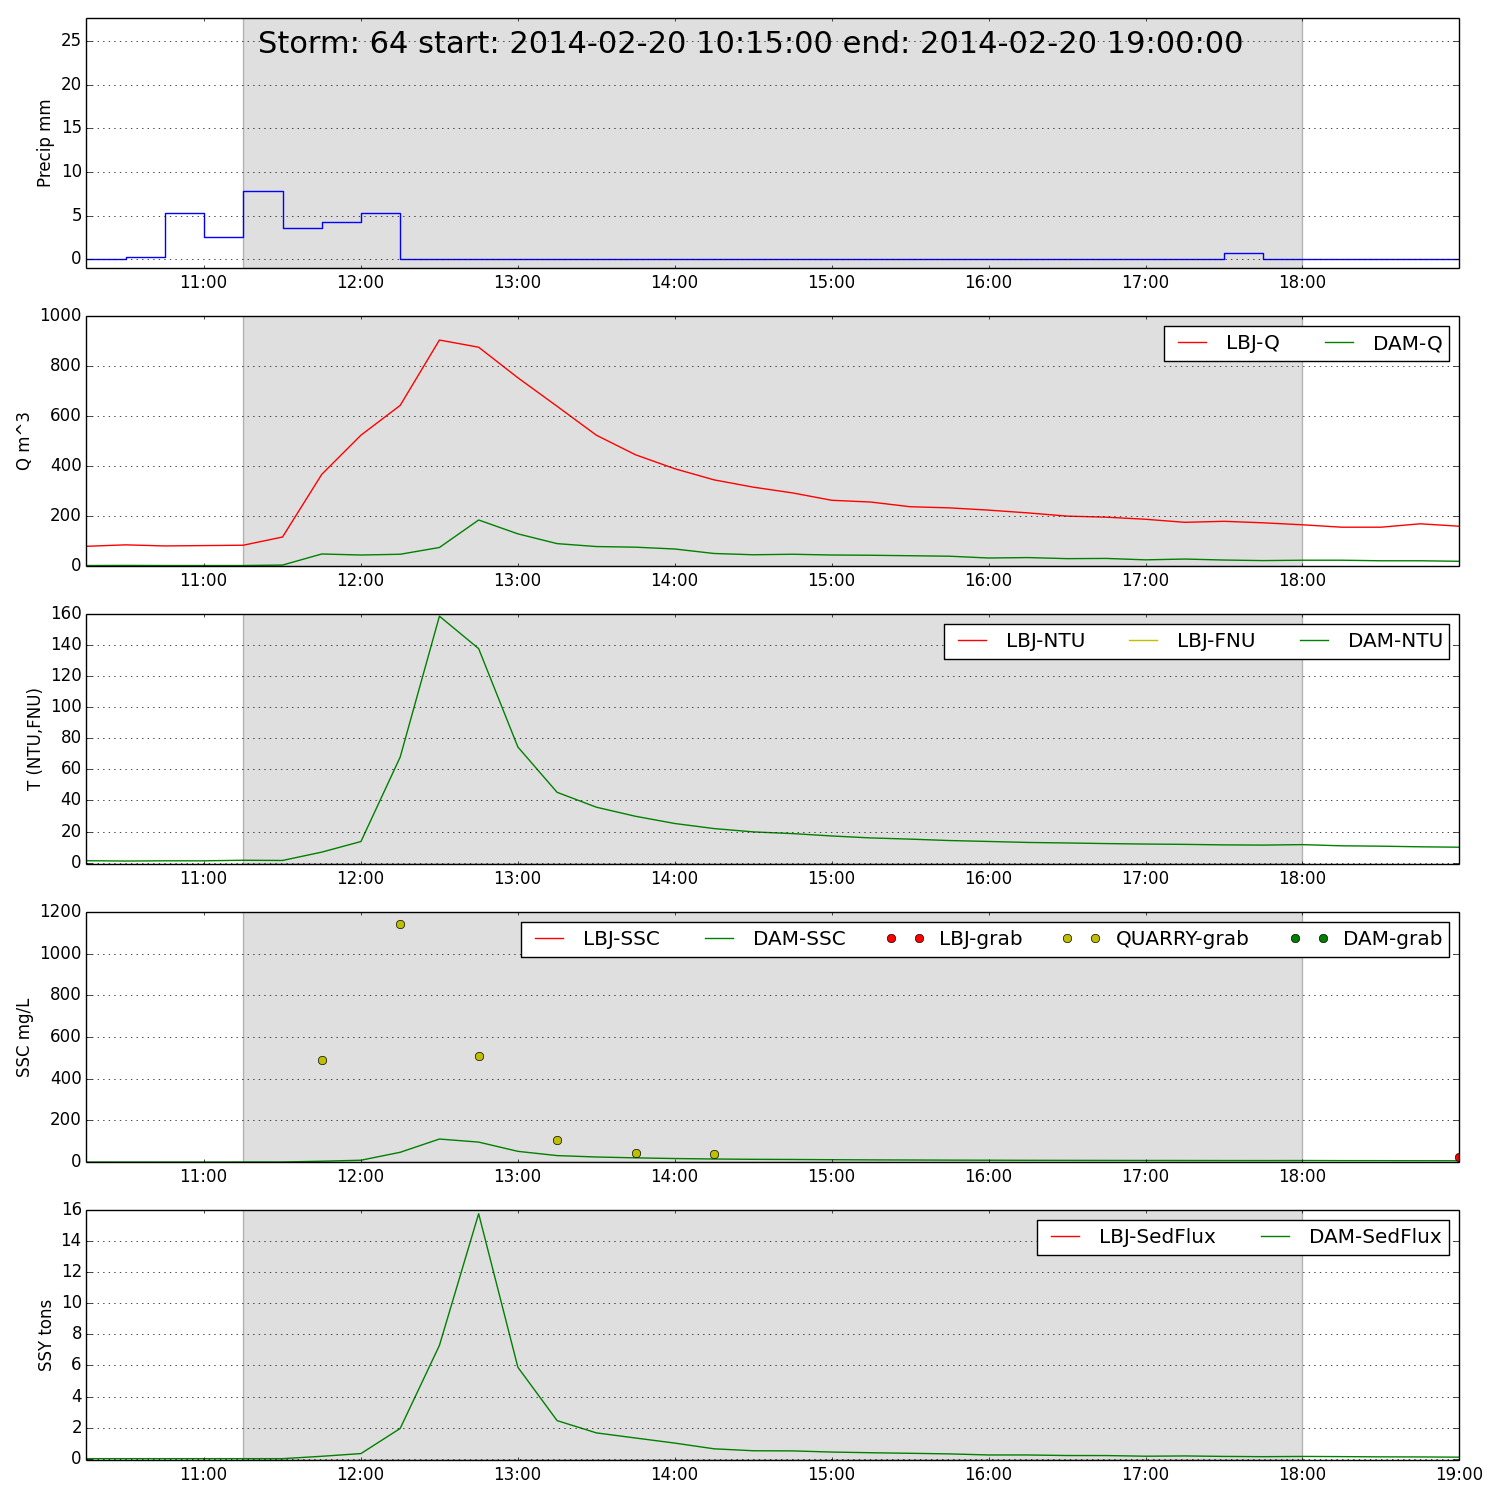 Storm: 64 start: 2014-02-20 10:15:00 end: 2014-02-20 19:00:00
Precip mm
25
20
15
10
5
0
11:00 12:00 13:00 14:00 15:00 16:00 17:00 18:00
Q m^3
1000
800
600
400
200
0
LBJ-Q DAM-Q
11:00 12:00 13:00 14:00 15:00 16:00 17:00 18:00
T (NTU,FNU)
160
140
120
100
80
60
40
20
0
LBJ-NTU LBJ-FNU DAM-NTU
11:00 12:00 13:00 14:00 15:00 16:00 17:00 18:00
SSC mg/L
1200
1000
800
600
400
200
0
LBJ-SSC DAM-SSC LBJ-grab QUARRY-grab DAM-grab
11:00 12:00 13:00 14:00 15:00 16:00 17:00 18:00
SSY tons
16
14
12
10
8
6
4
2
0
LBJ-SedFlux DAM-SedFlux
11:00 12:00 13:00 14:00 15:00 16:00 17:00 18:00 19:00